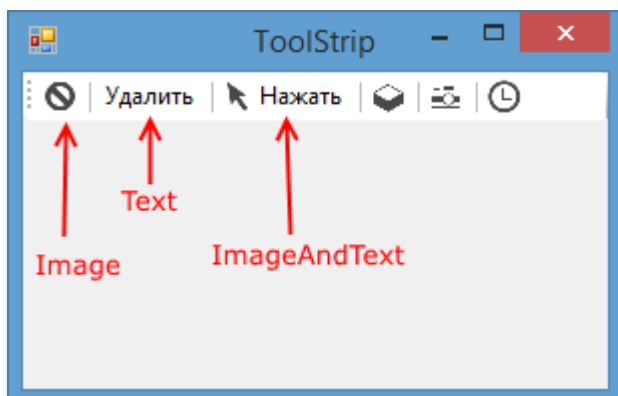 ToolStrip
Удалить
Нажать
Text
Image
ImageAndText